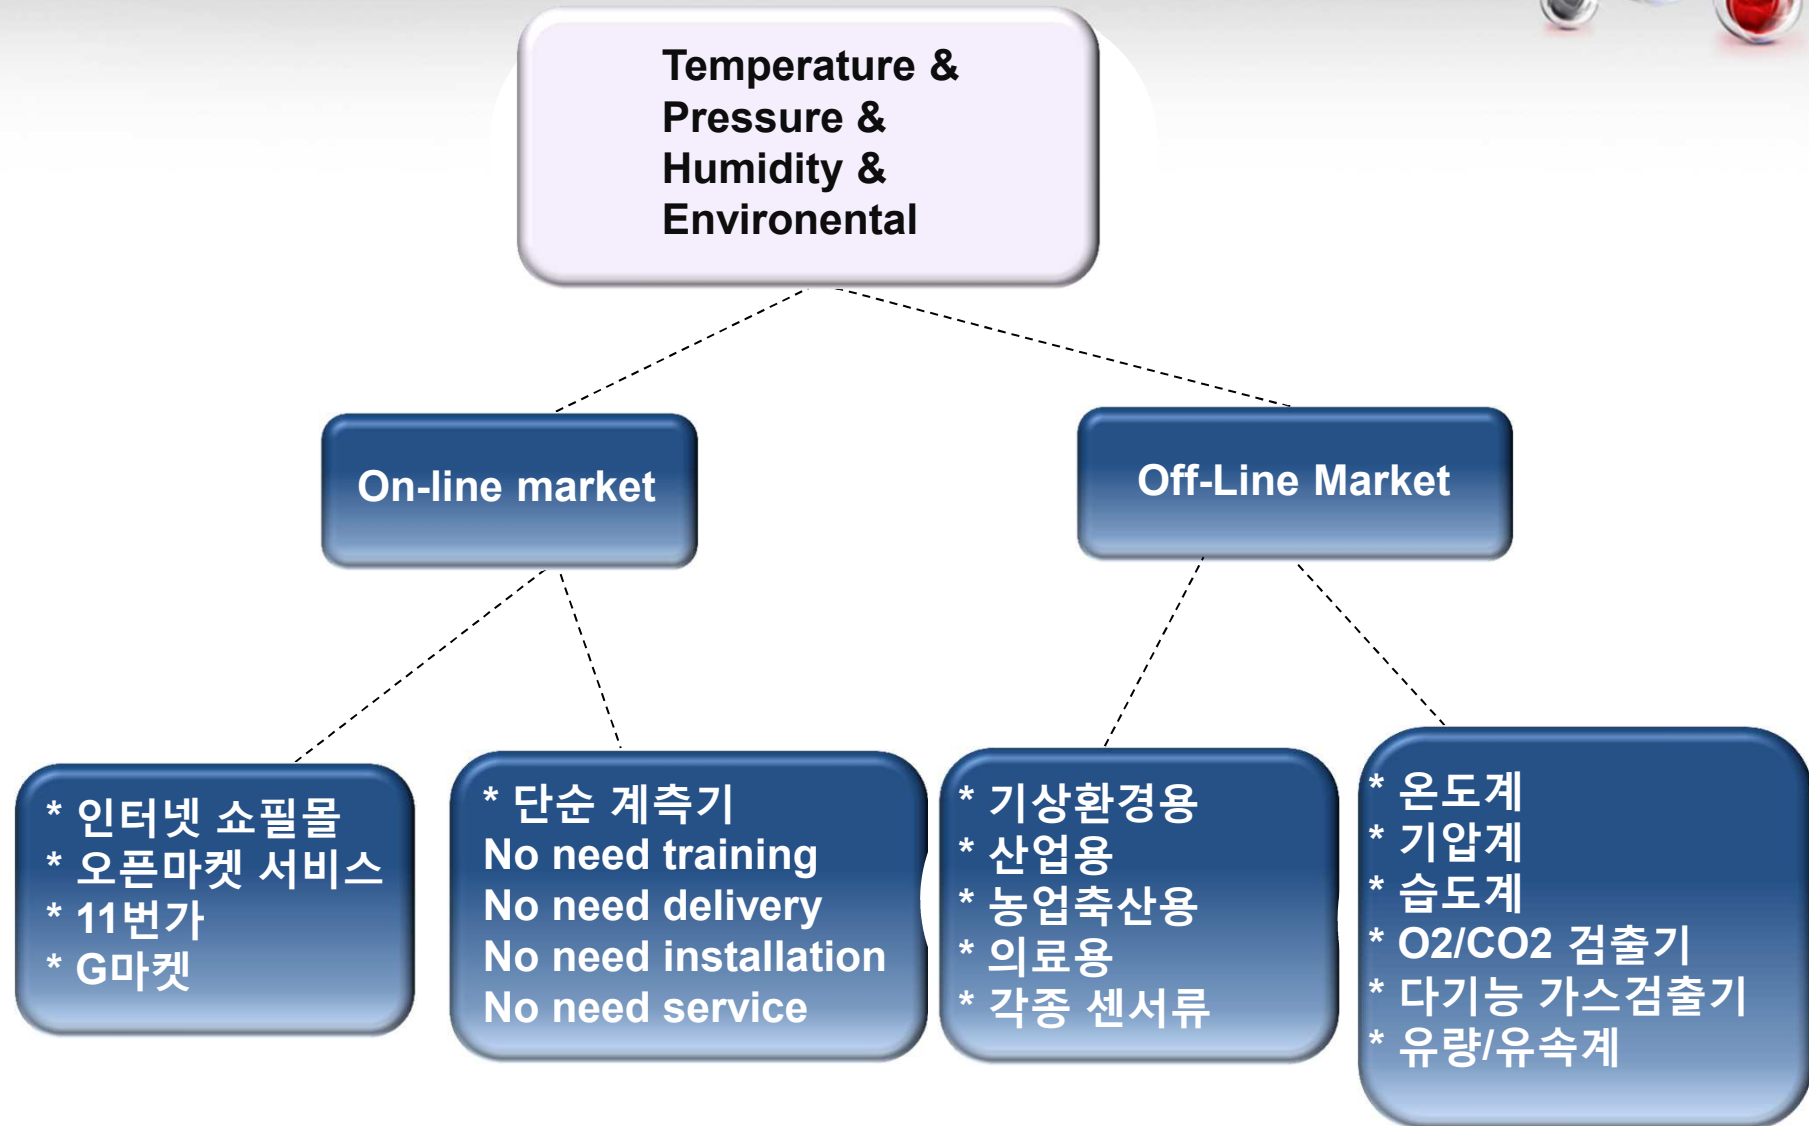 Temperature &
Pressure &
Humidity &
Environental
On-line market
Off-Line Market
* 인터넷 쇼필몰
* 오픈마켓 서비스
* 11번가
* G마켓
* 단순 계측기
No need training
No need delivery
No need installation
No need service
* 기상환경용
* 산업용
* 농업축산용
* 의료용
* 각종 센서류
* 온도계
* 기압계
* 습도계
* O2/CO2 검출기
* 다기능 가스검출기
* 유량/유속계